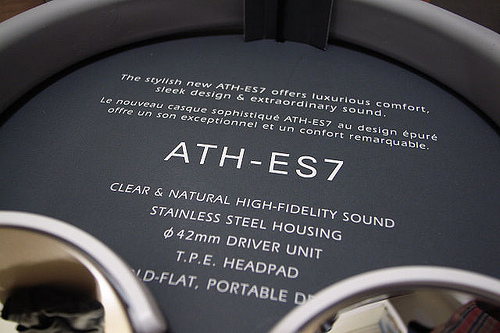 The stylish new ATH-ES7 offers luxurious comfort,
sleek design & extraordinary sound.
Le nouveau casque sophistiqué ATH-ES7 au design épuré
offre un son exceptionnel et un confort remarquable.
ATH-ES7
CLEAR & NATURAL HIGH-FIDELITY SOUND
STAINLESS STEEL HOUSING
ϕ42mm DRIVER UNIT
T.P.E. HEADPAD
LD-FLAT, PORTABLE D